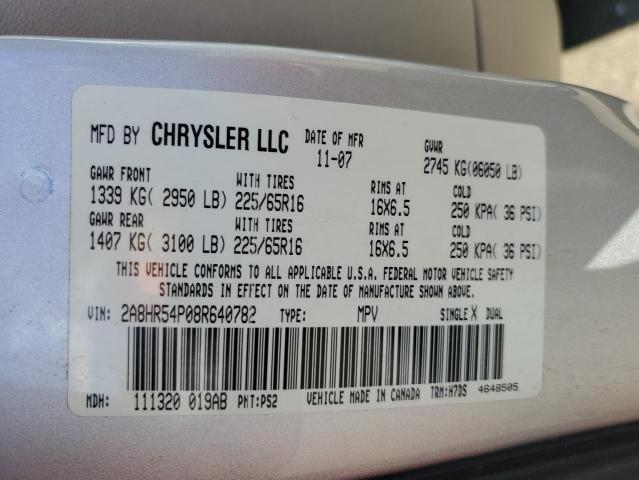 MFD BY CHRYSLER LLC DATE OF MFR GVWR
11-07 2745 KG(06050 LB)
GAWR FRONT WITH TIRES RIMS AT COLD
1339 KG( 2950 LB) 225/65R16 16X6.5 250 KPA( 36 PSI)
GAWR REAR WITH TIRES RIMS AT COLD
1407 KG( 3100 LB) 225/65R16 16X6.5 250 KPA( 36 PSI)
THIS VEHICLE CONFORMS TO ALL APPLICABLE U.S.A. FEDERAL MOTOR VEHICLE SAFETY
STANDARDS IN EFFECT ON THE DATE OF MANUFACTURE SHOWN ABOVE.
VIN: 2A8HR54P08R640782 TYPE: MPV SINGLE X DUAL
MDH: 111320 019AB PNT:PS2 VEHICLE MADE IN CANADA TRM:H7DS 4648505